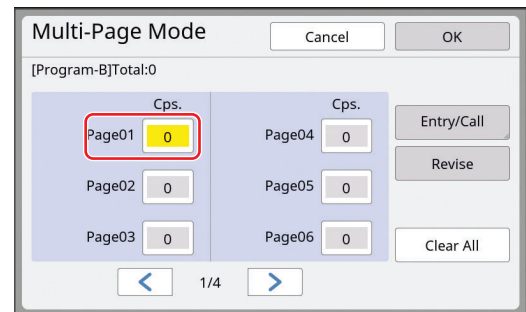 Multi-Page Mode Cancel OK
[Program-B]Total:0
Cps. Cps.
Page01 0 Page04 0 Entry/Call
Page02 0 Page05 0 Revise
Page03 0 Page06 0 Clear All
< 1/4 >